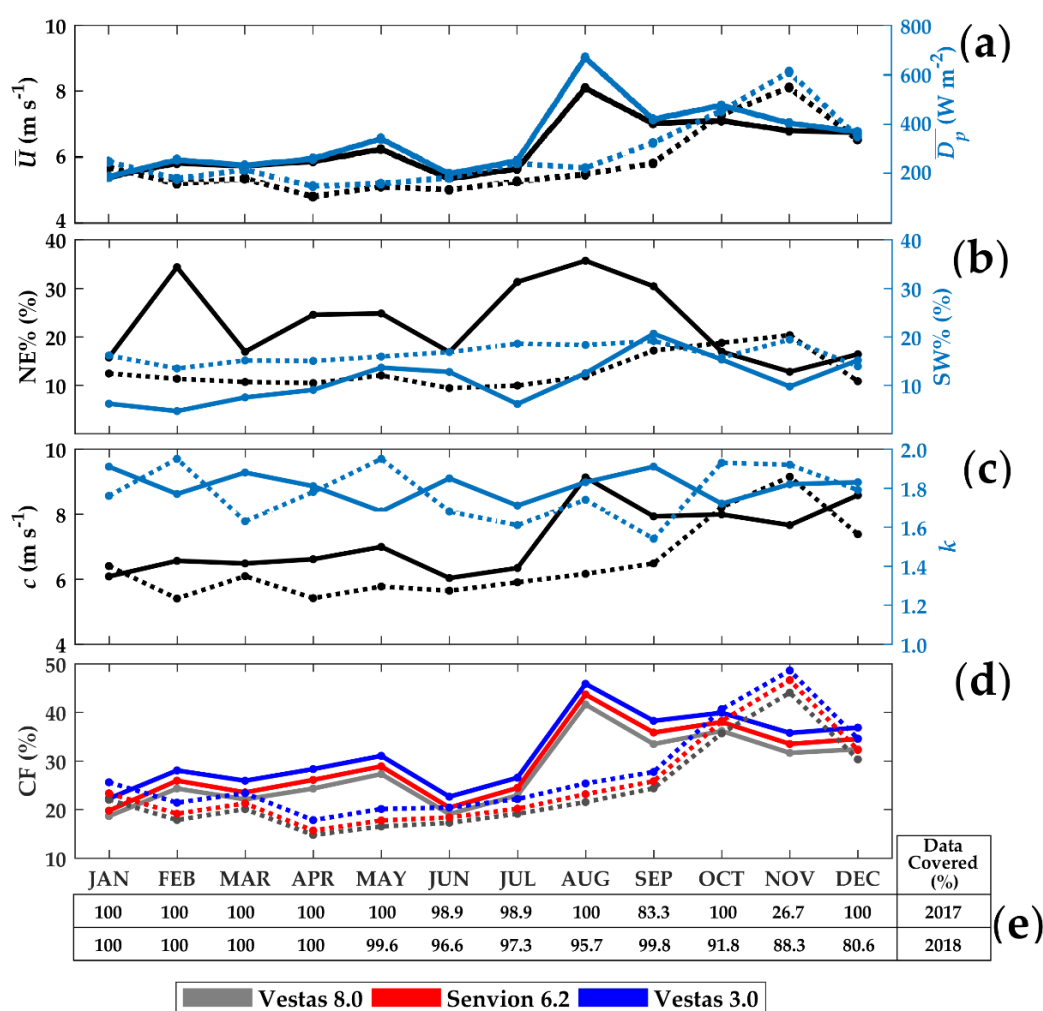 (a)
10
8
6
4
U̅ (m s⁻¹)
800
600
400
200
D̅ₚ (W m⁻²)
(b)
40
30
20
10
NE% (%)
40
30
20
10
SW% (%)
(c)
10
8
6
4
c (m s⁻¹)
2.0
1.8
1.6
1.4
1.2
1.0
k
(d)
50
40
30
20
10
CF (%)
JAN FEB MAR APR MAY JUN JUL AUG SEP OCT NOV DEC
Data
Covered
(%)
100 100 100 100 100 98.9 98.9 100 83.3 100 26.7 100 2017
100 100 100 100 99.6 96.6 97.3 95.7 99.8 91.8 88.3 80.6 2018
(e)
Vestas 8.0 Senvion 6.2 Vestas 3.0